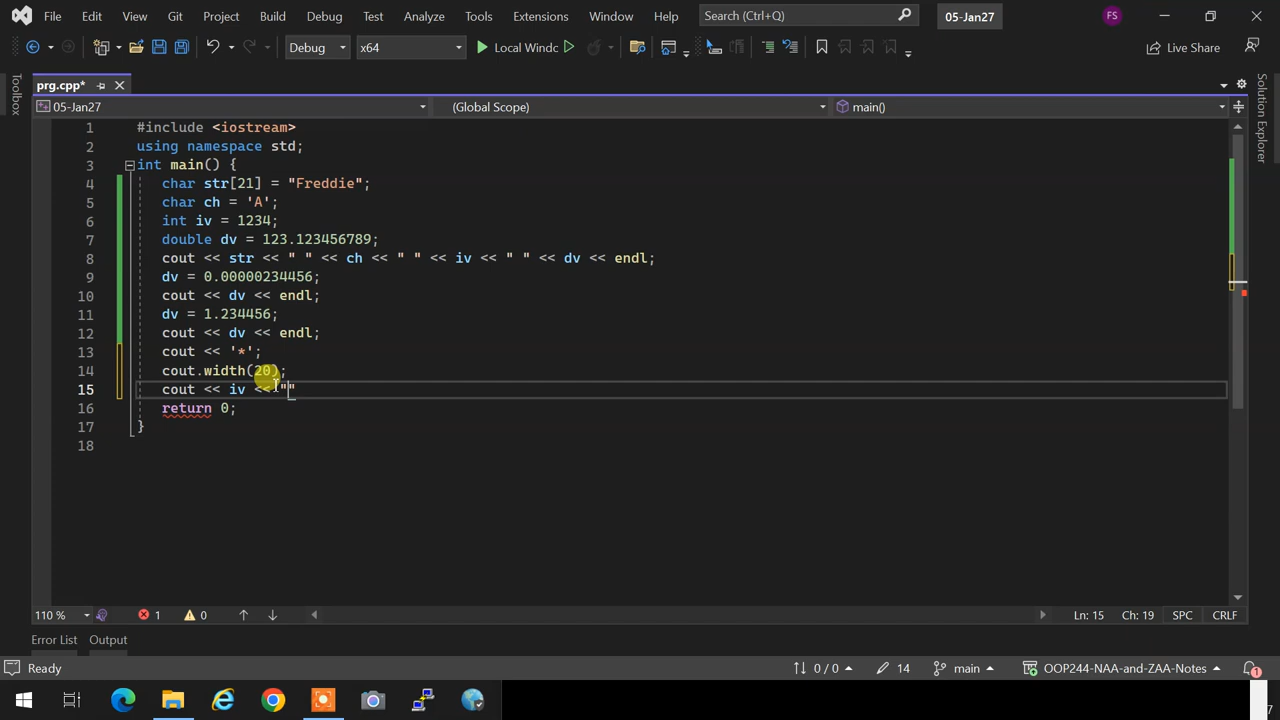 File Edit View Git Project Build Debug Test Analyze Tools Extensions Window Help Search (Ctrl+Q) 05-Jan27 FS
Debug x64 Local Windc Live Share
prg.cpp*
05-Jan27 (Global Scope) main()
Toolbox
Solution Explorer
1 #include <iostream>
2 using namespace std;
3 int main() {
4 char str[21] = "Freddie";
5 char ch = 'A';
6 int iv = 1234;
7 double dv = 123.123456789;
8 cout << str << " " << ch << " " << iv << " " << dv << endl;
9 dv = 0.00000234456;
10 cout << dv << endl;
11 dv = 1.234456;
12 cout << dv << endl;
13 cout << '*';
14 cout.width(20);
15 cout << iv << ""
16 return 0;
17 }
18
110 % 1 0 Ln: 15 Ch: 19 SPC CRLF
Error List Output
Ready 0 / 0 14 main OOP244-NAA-and-ZAA-Notes 1
7